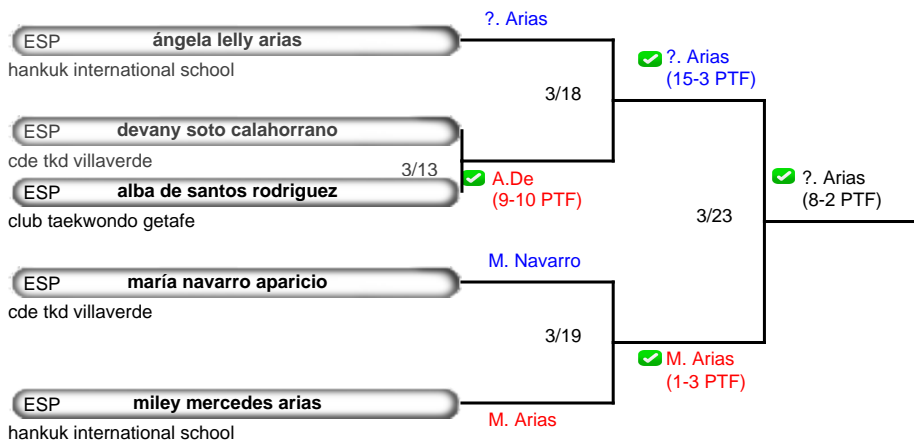 ?. Arias
ESP ángela lelly arias
hankuk international school
?. Arias
(15-3 PTF)
3/18
ESP devany soto calahorrano
cde tkd villaverde
3/13
A.De
(9-10 PTF)
ESP alba de santos rodriguez
club taekwondo getafe
?. Arias
(8-2 PTF)
3/23
M. Navarro
ESP maría navarro aparicio
cde tkd villaverde
3/19
M. Arias
(1-3 PTF)
ESP miley mercedes arias
M. Arias
hankuk international school